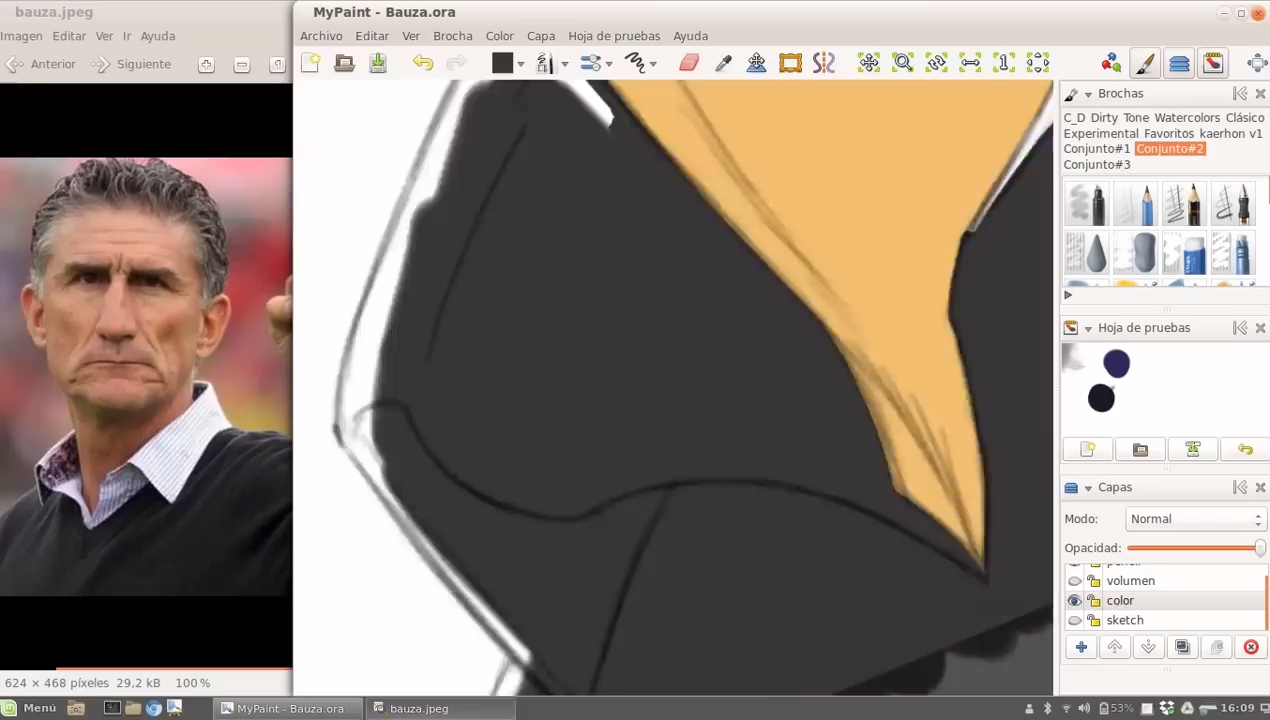 bauza.jpeg
MyPaint - Bauza.ora
Imagen Editar Ver Ir Ayuda
Archivo Editar Ver Brocha Color Capa Hoja de pruebas Ayuda
Anterior Siguiente
1
Brochas
C_D Dirty Tone Watercolors Clásico
Experimental Favoritos kaerhon v1
Conjunto#1 Conjunto#2
Conjunto#3
Hoja de pruebas
Capas
Modo: Normal
Opacidad:
volumen
color
sketch
624 × 468 píxeles 29,2 kB 100 %
Menú MyPaint - Bauza.ora bauza.jpeg 53% 16:09